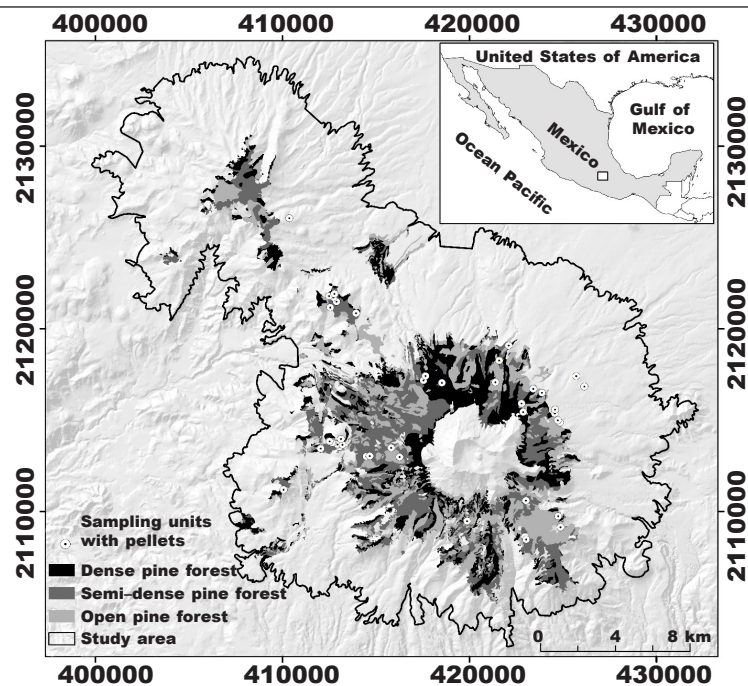 400000 410000 420000 430000
United States of America
Gulf of
Mexico
Mexico
Ocean Pacific
2130000 2130000
2120000 2120000
2110000 2110000
Sampling units
with pellets
Dense pine forest
Semi–dense pine forest
Open pine forest
Study area
0 4 8 km
400000 410000 420000 430000